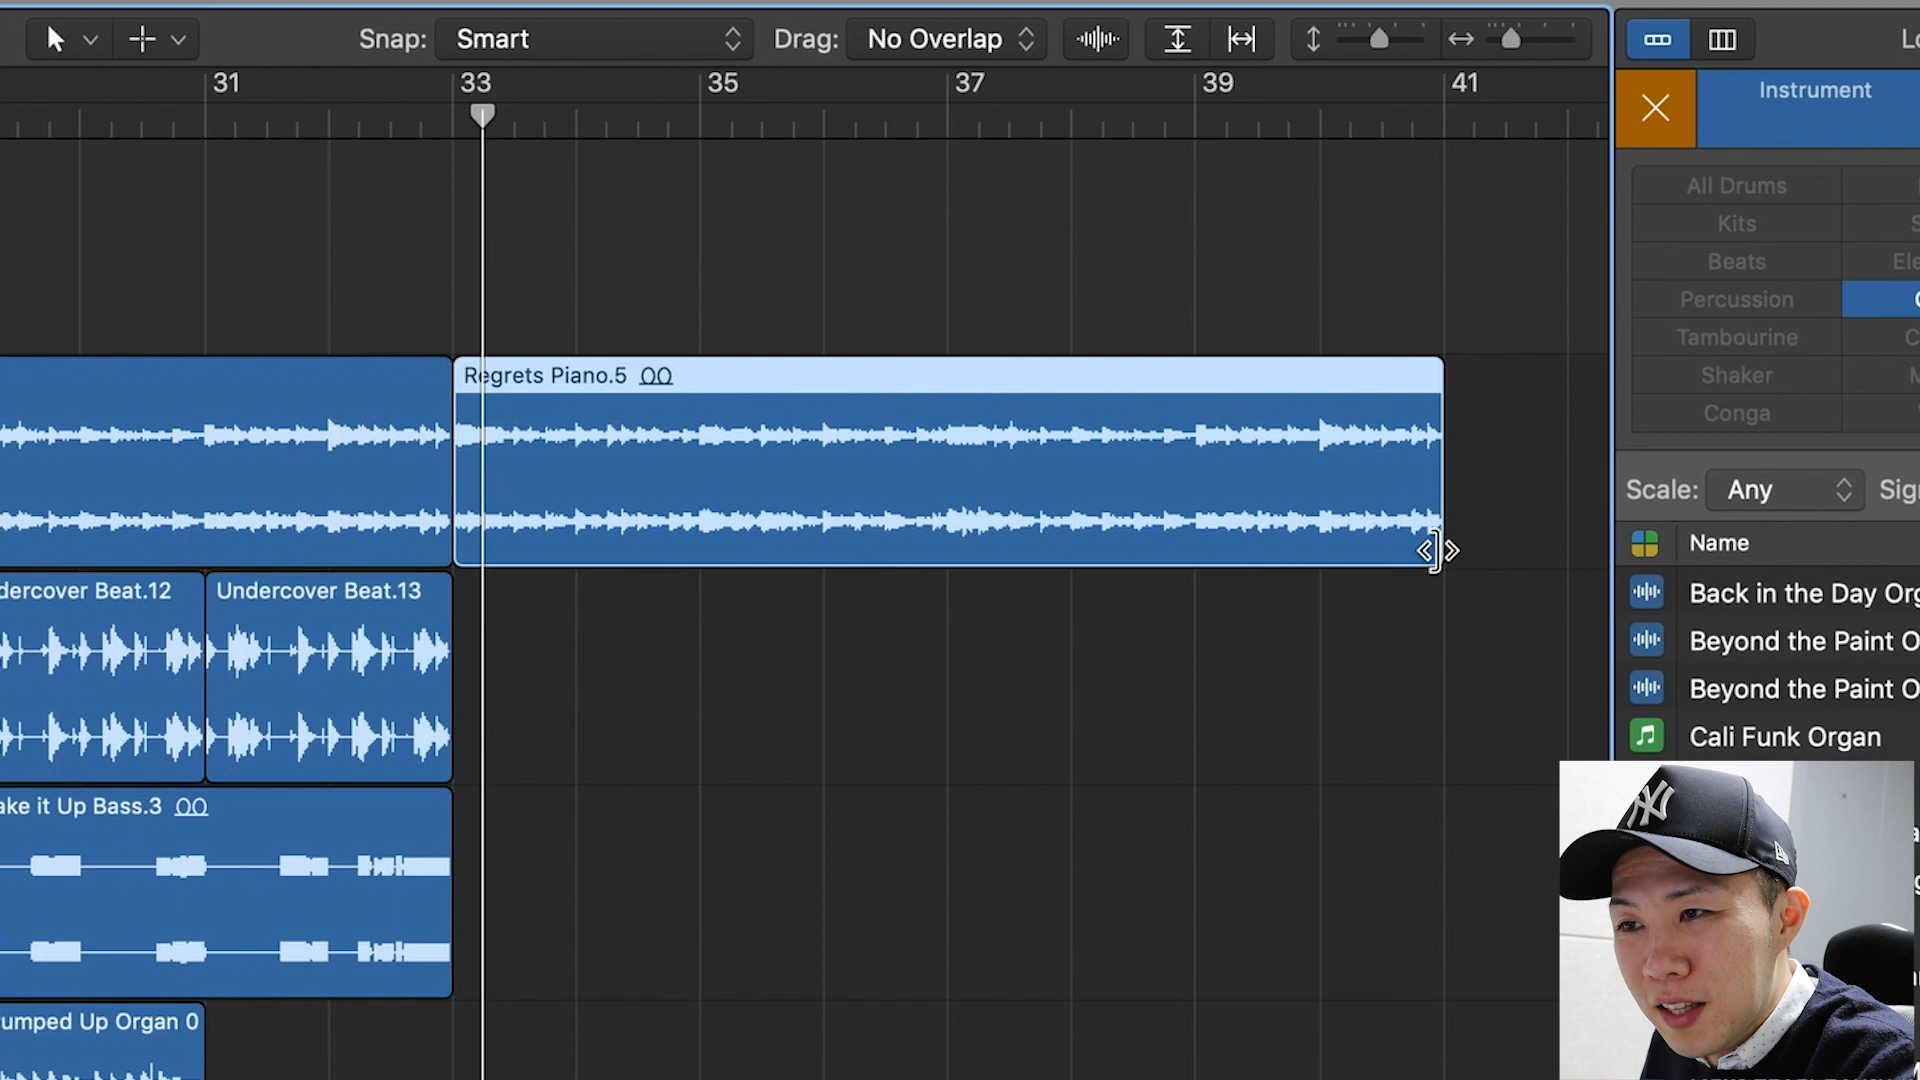 Snap: Smart Drag: No Overlap
31 33 35 37 39 41
Instrument
All Drums
Kits
Beats
Percussion
Tambourine
Shaker
Conga
Regrets Piano.5
Scale: Any
Name
dercover Beat.12 Undercover Beat.13
Back in the Day Org
Beyond the Paint O
Beyond the Paint O
Cali Funk Organ
ake it Up Bass.3
umped Up Organ 0
NY